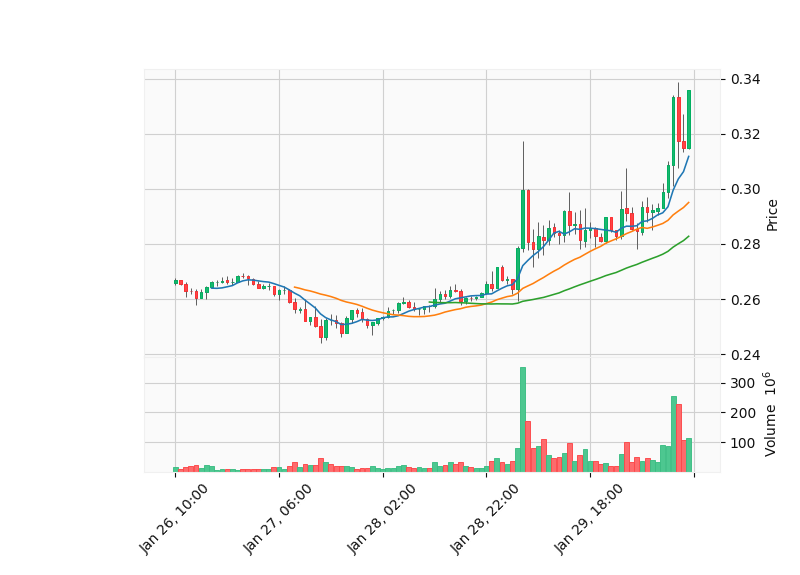 0.34
0.32
0.30
0.28
0.26
0.24
Price
300
200
100
Volume 10⁶
Jan 26, 10:00
Jan 27, 06:00
Jan 28, 02:00
Jan 28, 22:00
Jan 29, 18:00